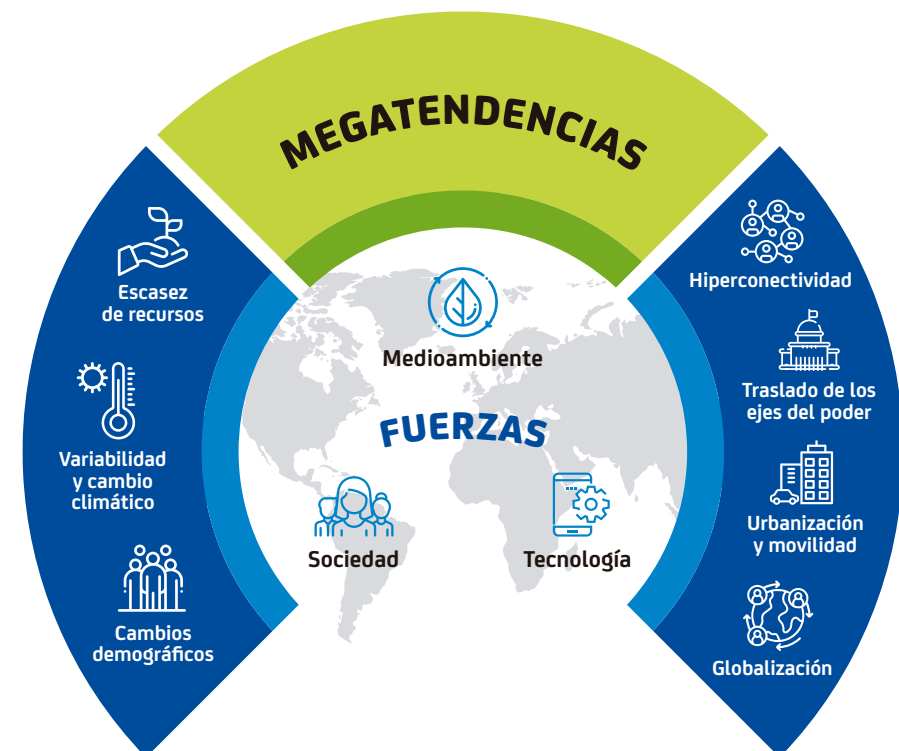 MEGATENDENCIAS
Escasez
de recursos
Variabilidad
y cambio
climático
Cambios
demográficos
Medioambiente
FUERZAS
Sociedad
Tecnología
Hiperconectividad
Traslado de los
ejes del poder
Urbanización
y movilidad
Globalización